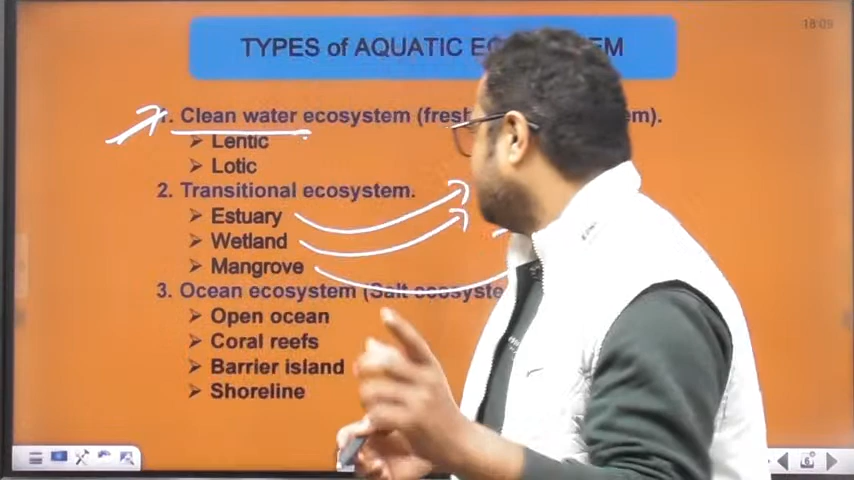 18:09
TYPES of AQUATIC
1. Clean water ecosystem (fresh
➢ Lentic
➢ Lotic
2. Transitional ecosystem.
➢ Estuary
➢ Wetland
➢ Mangrove
3. Ocean ecosystem (Salt ecosyste
➢ Open ocean
➢ Coral reefs
➢ Barrier island
➢ Shoreline